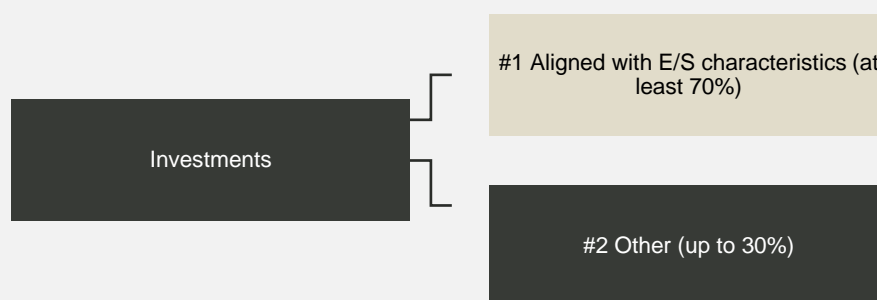 #1 Aligned with E/S characteristics (at
least 70%)
Investments
#2 Other (up to 30%)